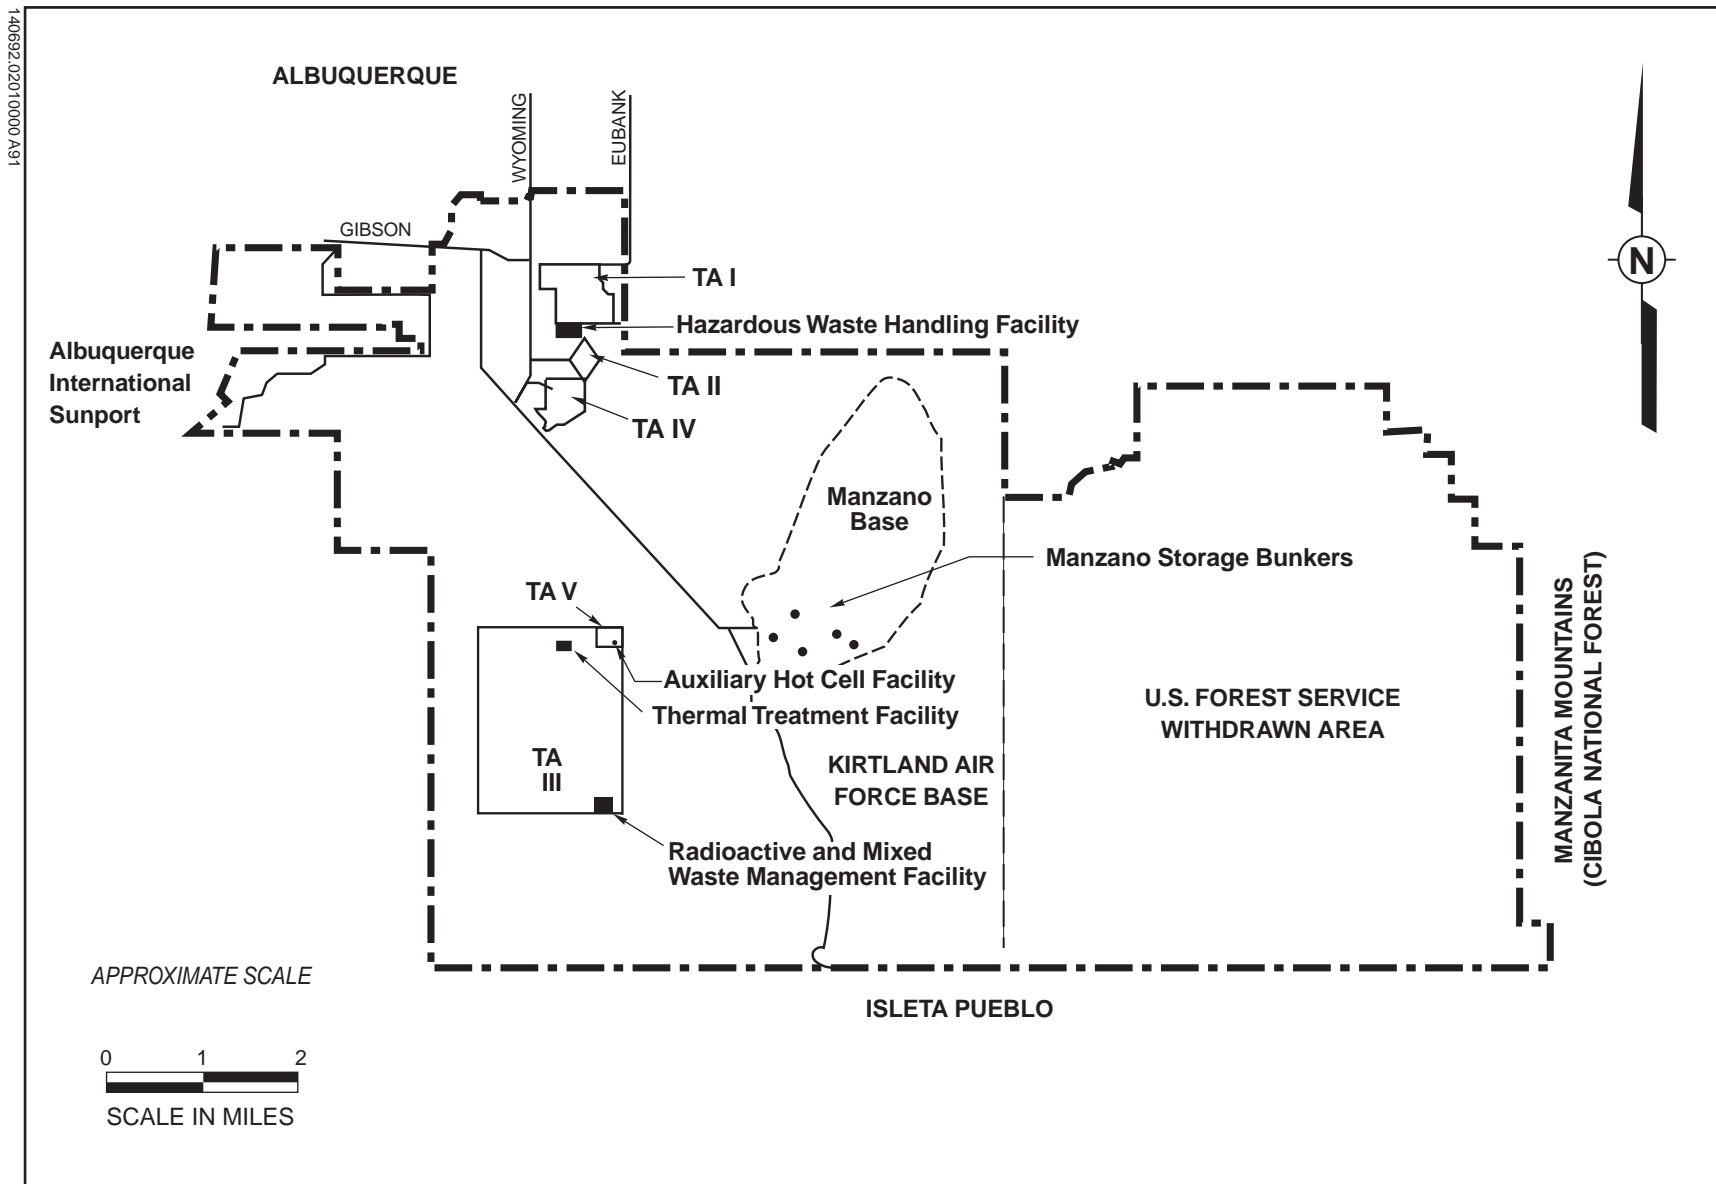 140692.02010000 A91
ALBUQUERQUE
WYOMING
EUBANK
GIBSON
N
TA I
Hazardous Waste Handling Facility
Albuquerque
International
Sunport
TA II
TA IV
Manzano
Base
Manzano Storage Bunkers
TA V
Auxiliary Hot Cell Facility
Thermal Treatment Facility
TA
III
U.S. FOREST SERVICE
WITHDRAWN AREA
MANZANITA MOUNTAINS
(CIBOLA NATIONAL FOREST)
KIRTLAND AIR
FORCE BASE
Radioactive and Mixed
Waste Management Facility
APPROXIMATE SCALE
ISLETA PUEBLO
0 1 2
SCALE IN MILES